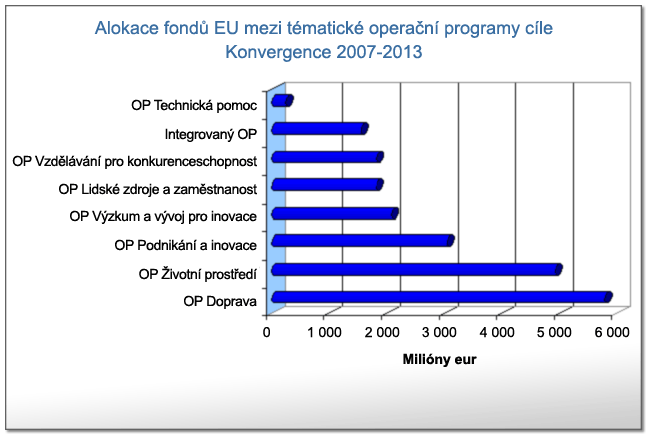 Alokace fondů EU mezi tématické operační programy cíle
Konvergence 2007-2013
OP Technická pomoc
Integrovaný OP
OP Vzdělávání pro konkurenceschopnost
OP Lidské zdroje a zaměstnanost
OP Výzkum a vývoj pro inovace
OP Podnikání a inovace
OP Životní prostředí
OP Doprava
0 1 000 2 000 3 000 4 000 5 000 6 000
Milióny eur